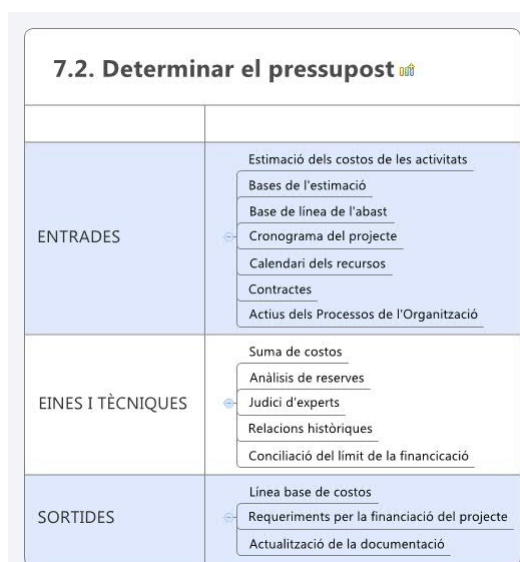 7.2. Determinar el pressupost
Estimació dels costos de les activitats
Bases de l'estimació
Base de línea de l'abast
ENTRADES
Cronograma del projecte
Calendari dels recursos
Contractes
Actius dels Processos de l'Organització
Suma de costos
Anàlisis de reserves
EINES I TÈCNIQUES
Judici d'experts
Relacions històriques
Conciliació del límit de la financicació
Línea base de costos
SORTIDES
Requeriments per la financiació del projecte
Actualització de la documentació